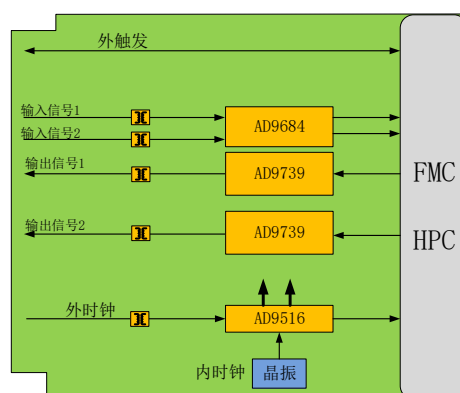 外触发
输入信号1
输入信号2
AD9684
输出信号1
AD9739
FMC
输出信号2
AD9739
HPC
外时钟
AD9516
内时钟
晶振